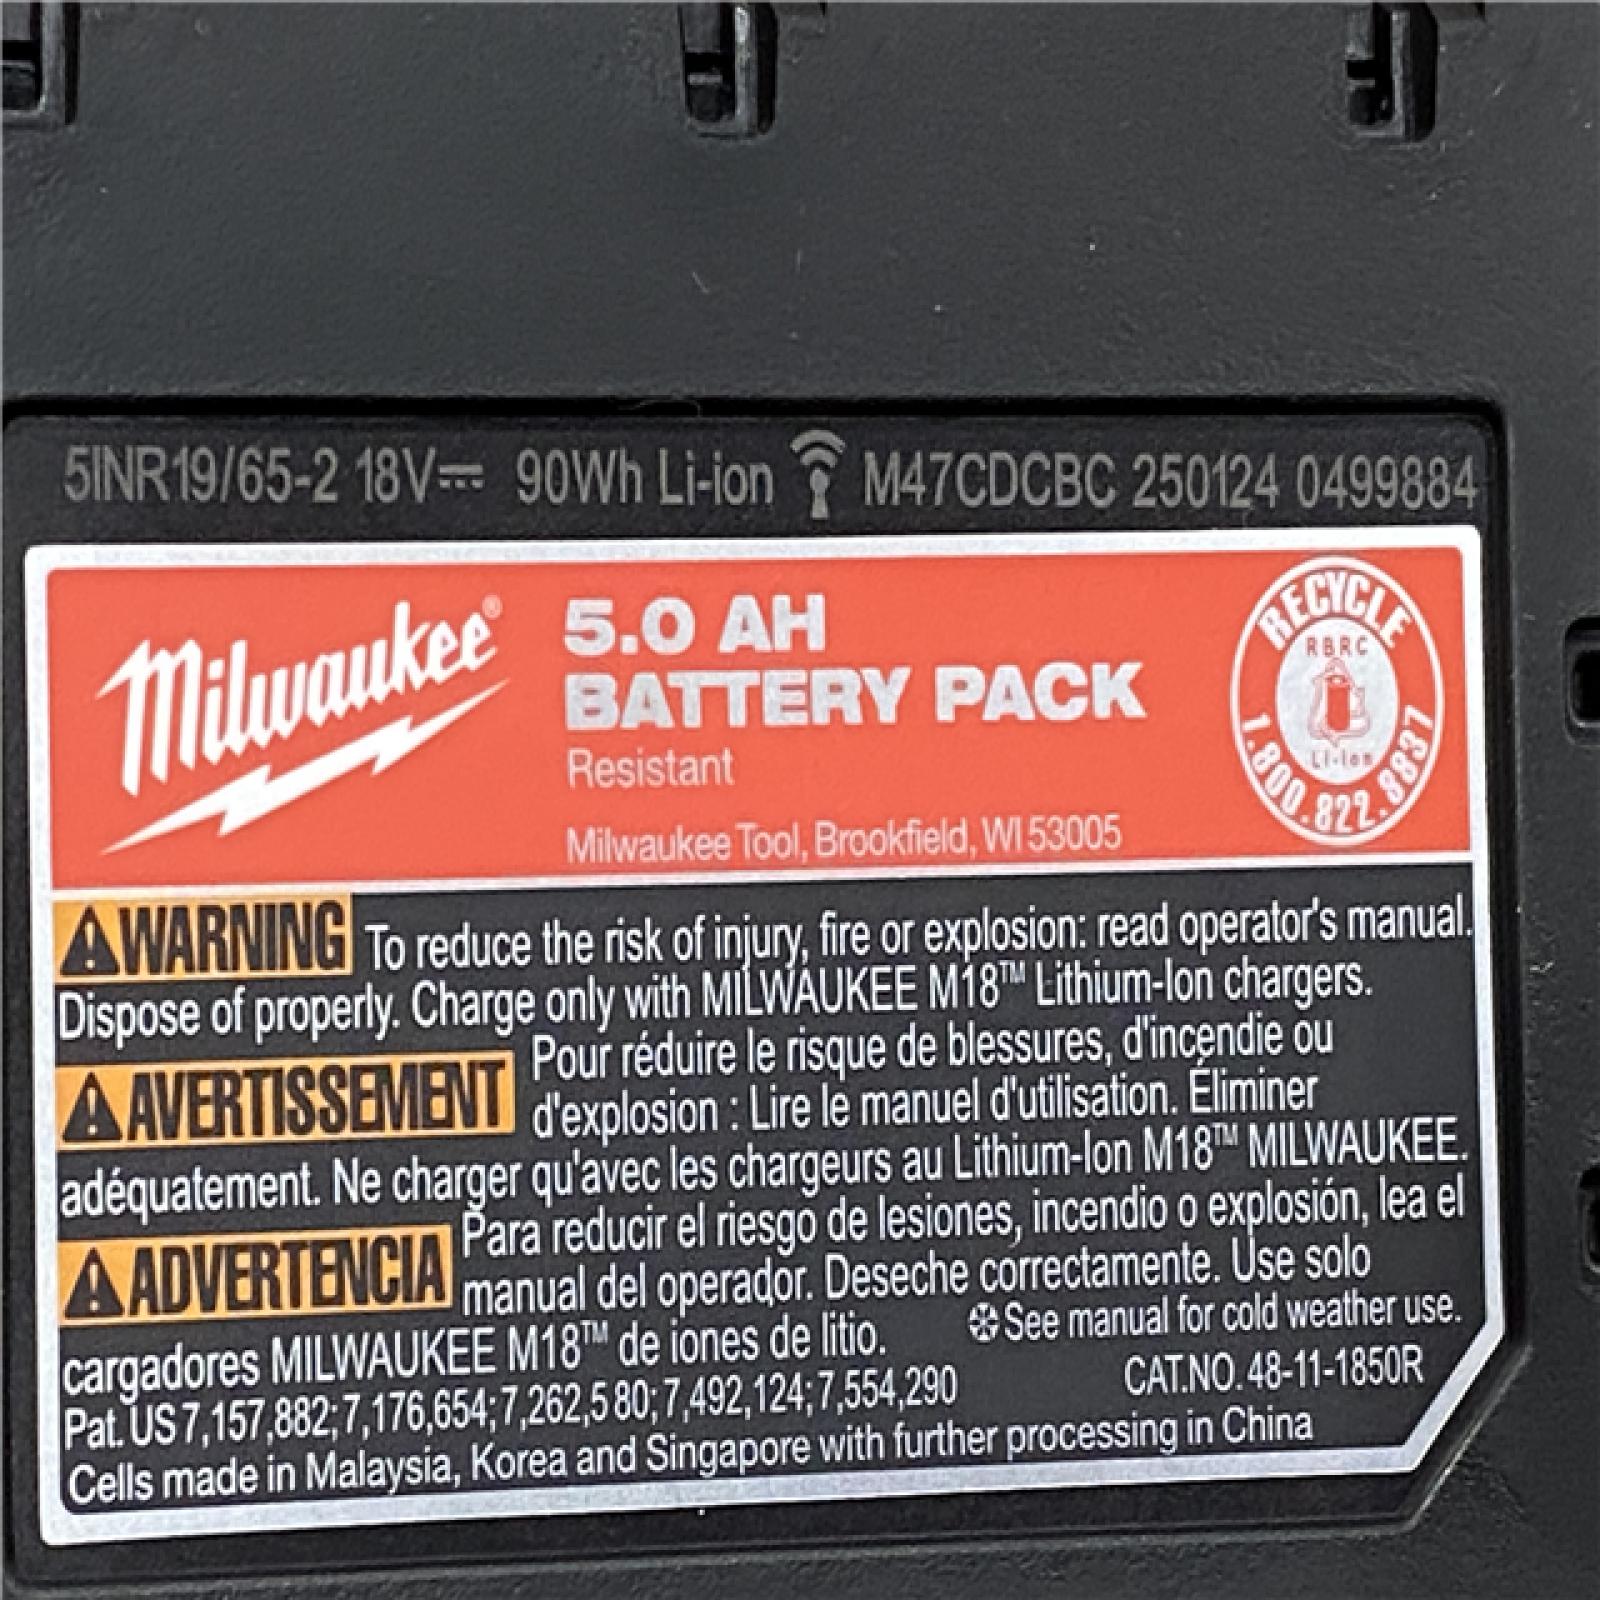 5INR19/65-2 18V⎓ 90Wh Li-ion M47CDCBC 250124 0499884
Milwaukee®
5.0 AH
BATTERY PACK
Resistant
Milwaukee Tool, Brookfield, WI 53005
RECYCLE
RBRC
Li-Ion
1.800.822.8837
WARNING To reduce the risk of injury, fire or explosion: read operator's manual.
Dispose of properly. Charge only with MILWAUKEE M18™ Lithium-Ion chargers.
AVERTISSEMENT Pour réduire le risque de blessures, d'incendie ou
d'explosion : Lire le manuel d'utilisation. Éliminer
adéquatement. Ne charger qu'avec les chargeurs au Lithium-Ion M18™ MILWAUKEE.
ADVERTENCIA Para reducir el riesgo de lesiones, incendio o explosión, lea el
manual del operador. Deseche correctamente. Use solo
cargadores MILWAUKEE M18™ de iones de litio.
See manual for cold weather use.
Pat. US 7,157,882; 7,176,654; 7,262,580; 7,492,124; 7,554,290
CAT.NO. 48-11-1850R
Cells made in Malaysia, Korea and Singapore with further processing in China